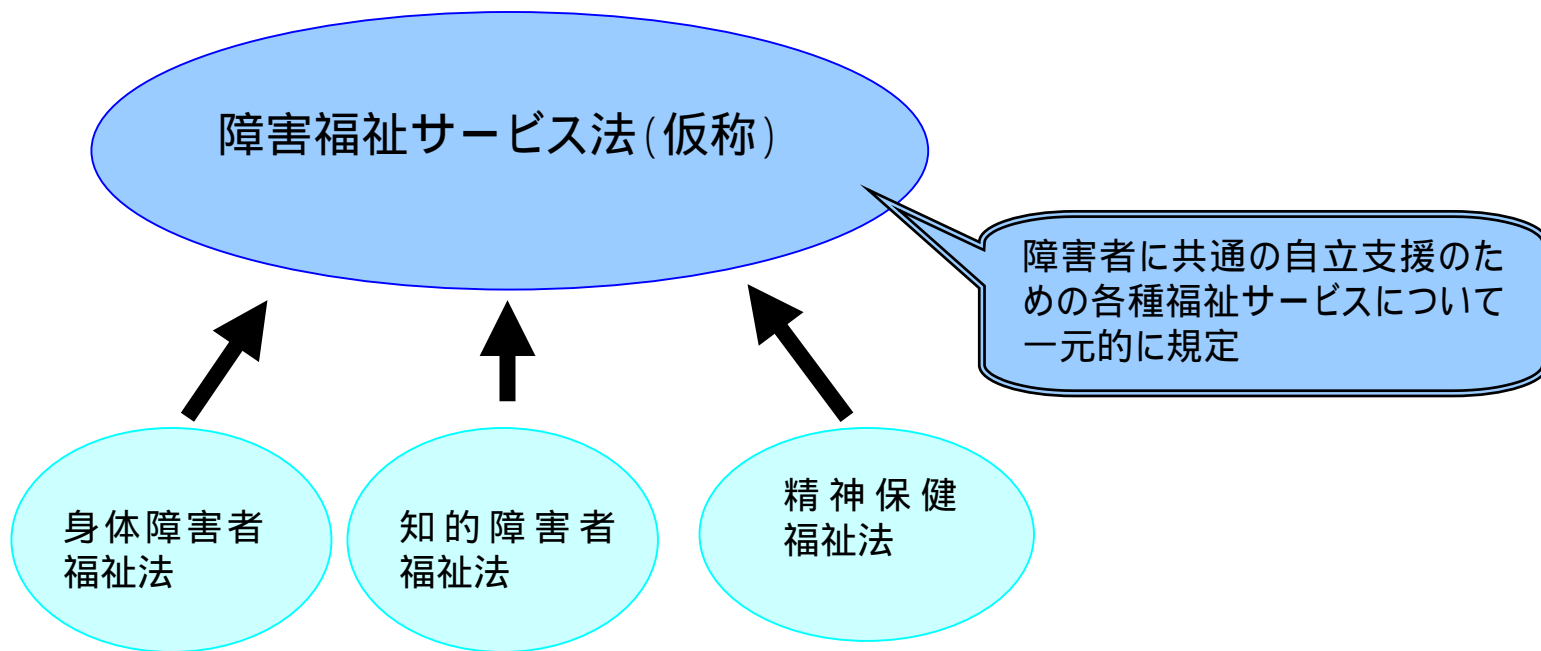 障害福祉サービス法(仮称)
障害者に共通の自立支援のた
めの各種福祉サービスについて
一元的に規定
身体障害者
福祉法
知的障害者
福祉法
精神保健
福祉法